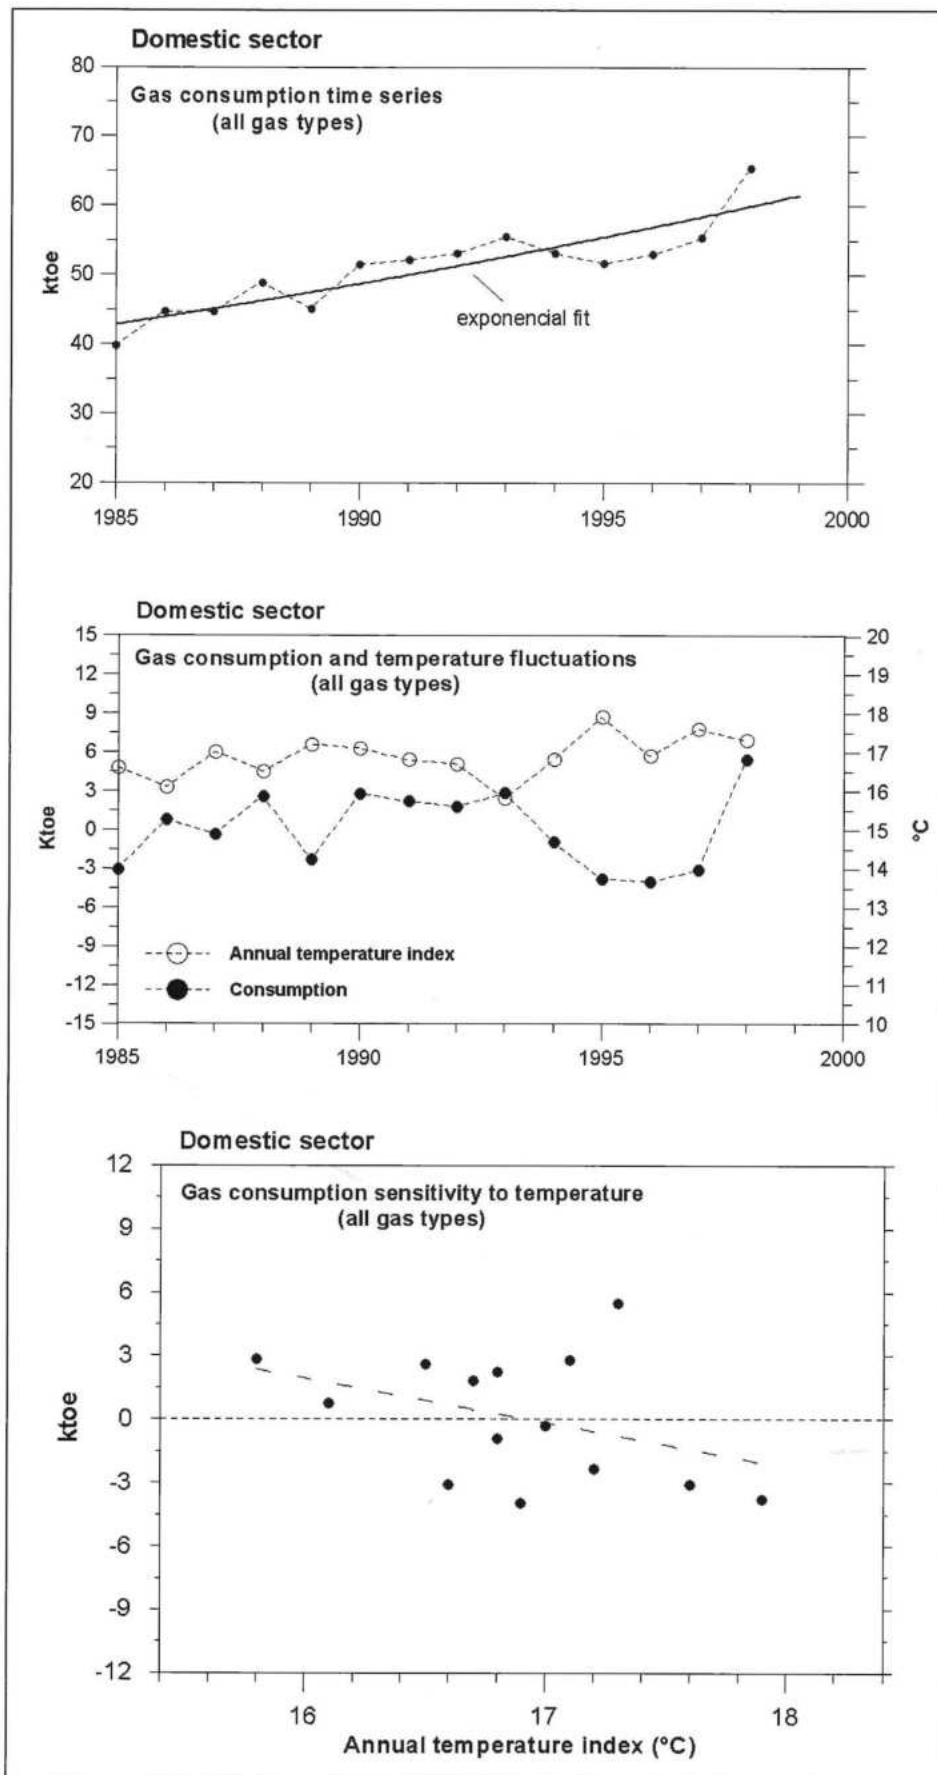 Domestic sector
Gas consumption time series
(all gas types)
80
70
60
50
40
30
20
ktoe
exponencial fit
1985
1990
1995
2000
Domestic sector
Gas consumption and temperature fluctuations
(all gas types)
15
12
9
6
3
0
-3
-6
-9
-12
-15
Ktoe
20
19
18
17
16
15
14
13
12
11
10
°C
Annual temperature index
Consumption
1985
1990
1995
2000
Domestic sector
Gas consumption sensitivity to temperature
(all gas types)
12
9
6
3
0
-3
-6
-9
-12
ktoe
16
17
18
Annual temperature index (°C)